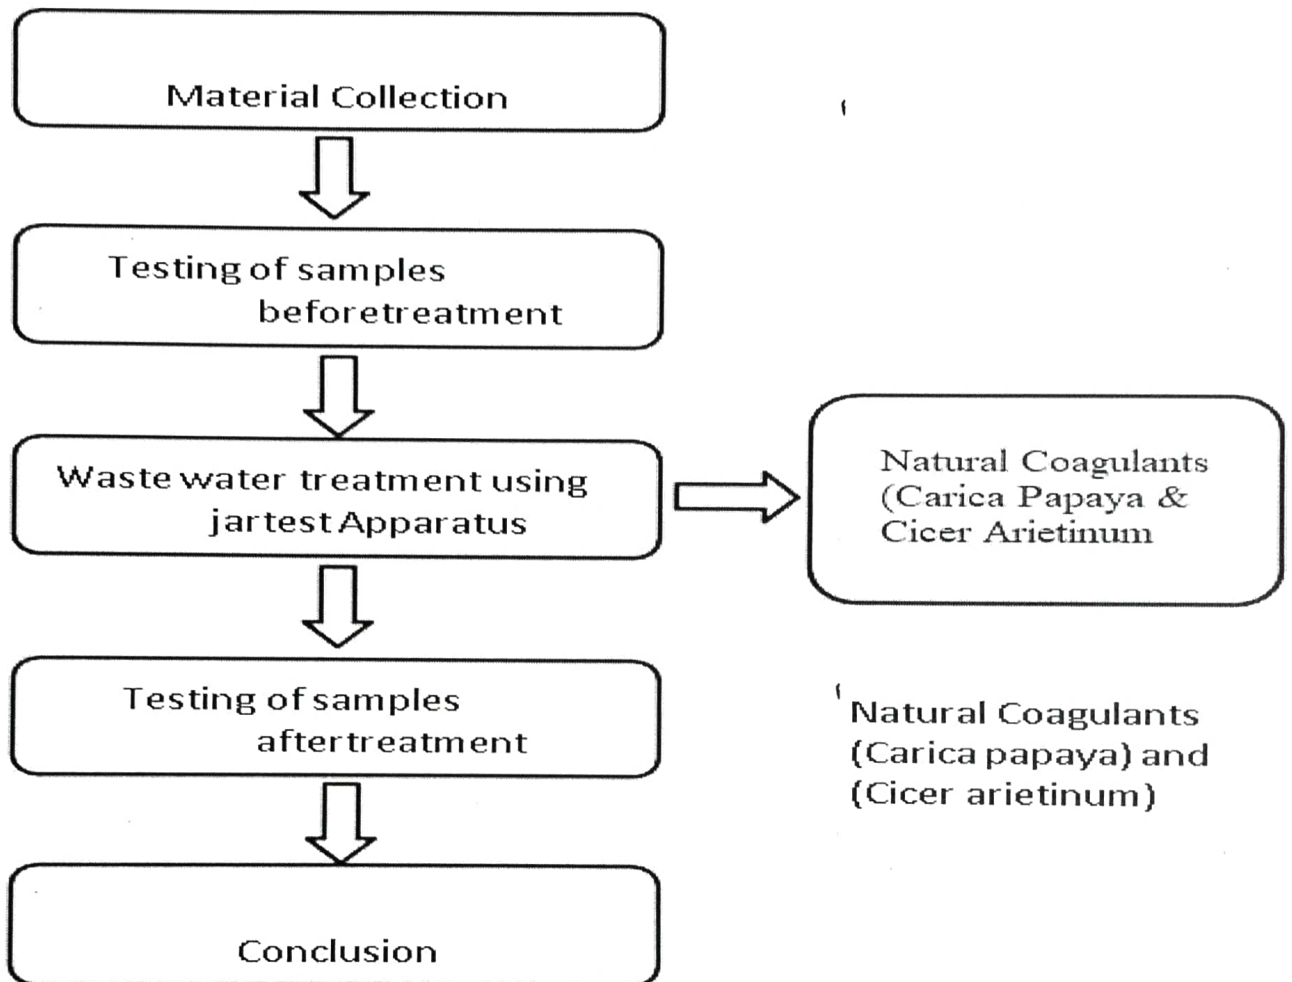 Material Collection
Testing of samples
beforetreatment
Waste water treatment using
jartest Apparatus
Natural Coagulants
(Carica Papaya &
Cicer Arietinum
Testing of samples
aftertreatment
Natural Coagulants
(Carica papaya) and
(Cicer arietinum)
Conclusion